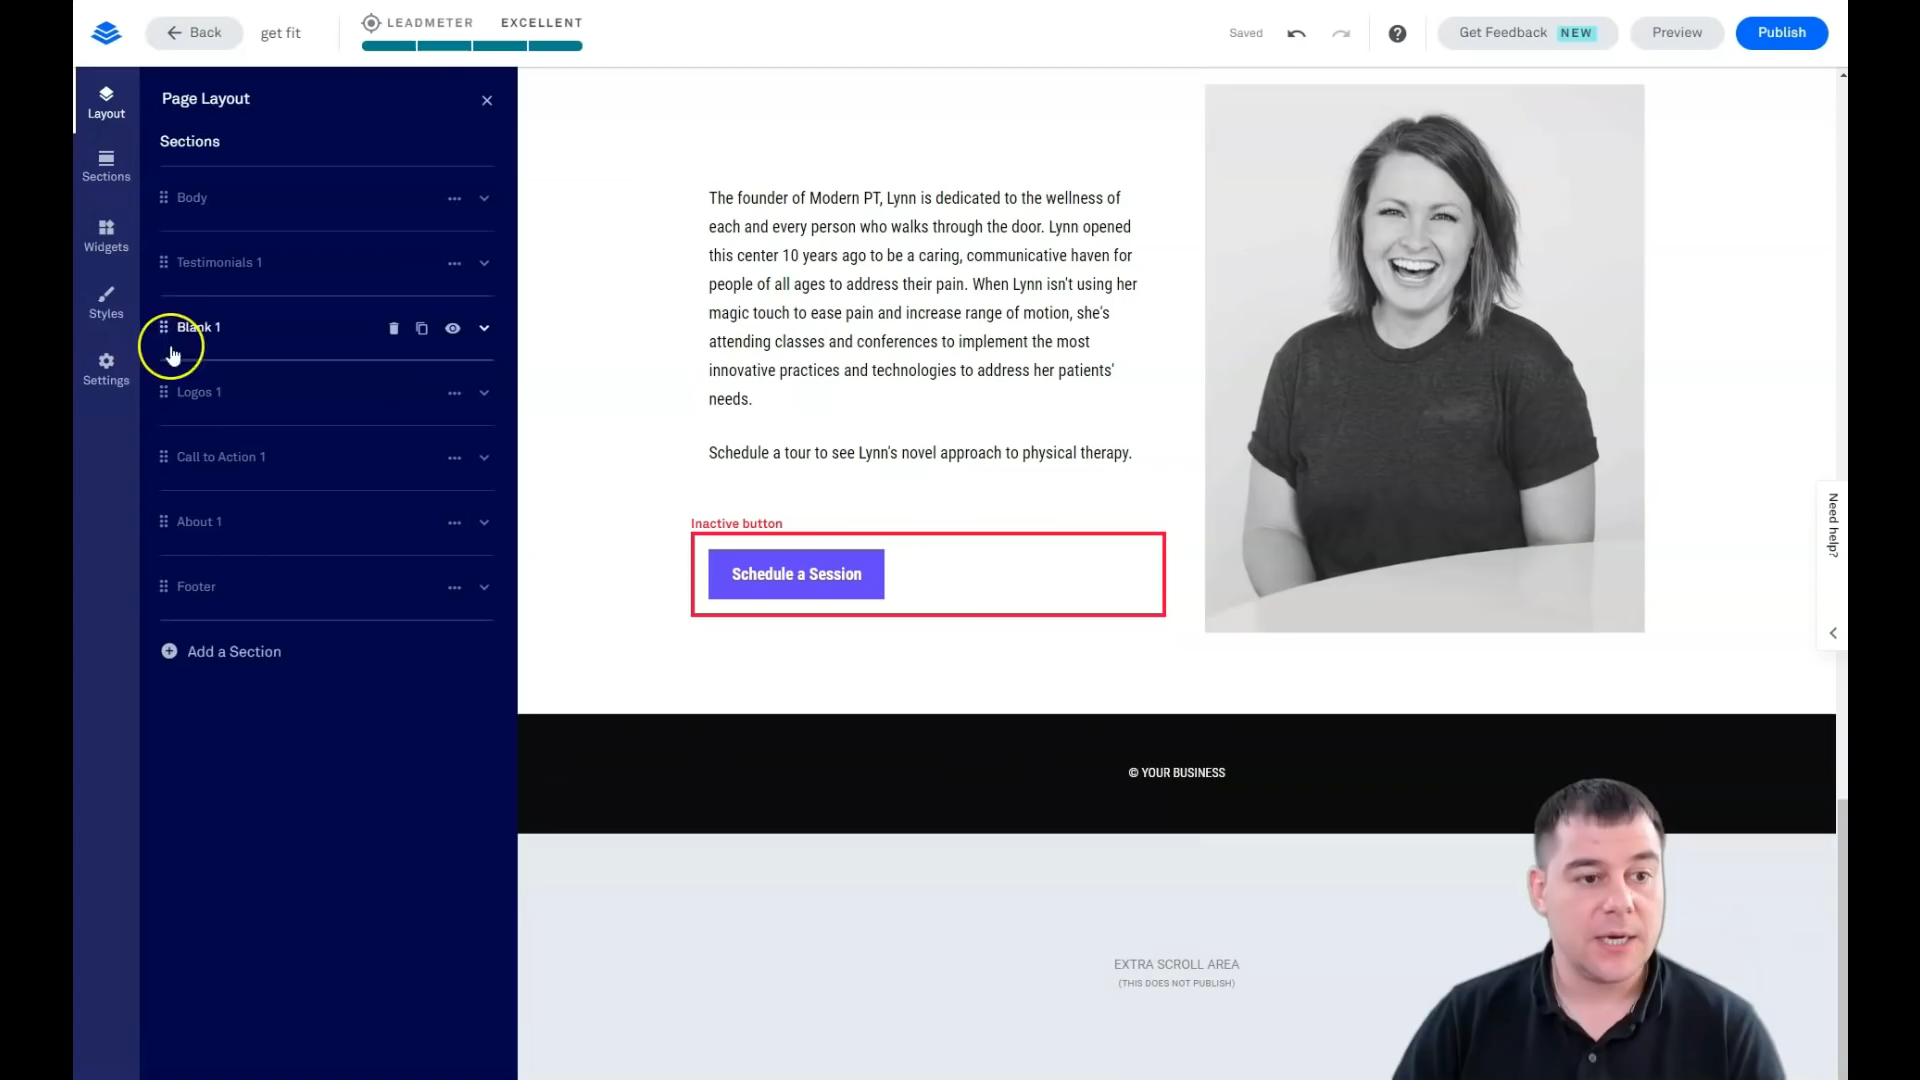 Back
get fit
LEADMETER
EXCELLENT
Saved
Get Feedback NEW
Preview
Publish
Layout
Sections
Widgets
Styles
Settings
Page Layout
Sections
Body
Testimonials 1
Blank 1
Logos 1
Call to Action 1
About 1
Footer
Add a Section
The founder of Modern PT, Lynn is dedicated to the wellness of
each and every person who walks through the door. Lynn opened
this center 10 years ago to be a caring, communicative haven for
people of all ages to address their pain. When Lynn isn't using her
magic touch to ease pain and increase range of motion, she's
attending classes and conferences to implement the most
innovative practices and technologies to address her patients'
needs.
Schedule a tour to see Lynn's novel approach to physical therapy.
Inactive button
Schedule a Session
Need help?
© YOUR BUSINESS
EXTRA SCROLL AREA
(THIS DOES NOT PUBLISH)